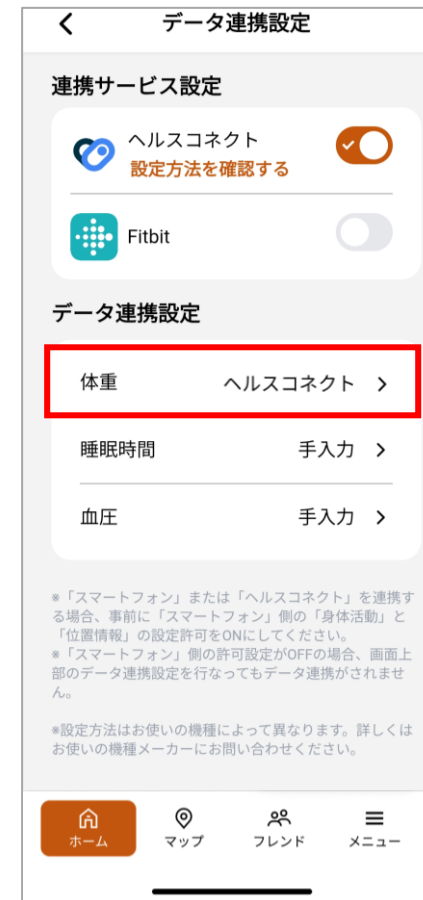 データ連携設定
連携サービス設定
ヘルスコネクト
設定方法を確認する
Fitbit
データ連携設定
体重 ヘルスコネクト
睡眠時間 手入力
血圧 手入力
※「スマートフォン」または「ヘルスコネクト」を連携す
る場合、事前に「スマートフォン」側の「身体活動」と
「位置情報」の設定許可をONにしてください。
※「スマートフォン」側の許可設定がOFFの場合、画面上
部のデータ連携設定を行なってもデータ連携がされませ
ん。
※設定方法はお使いの機種によって異なります。詳しくは
お使いの機種メーカーにお問い合わせください。
ホーム マップ フレンド メニュー